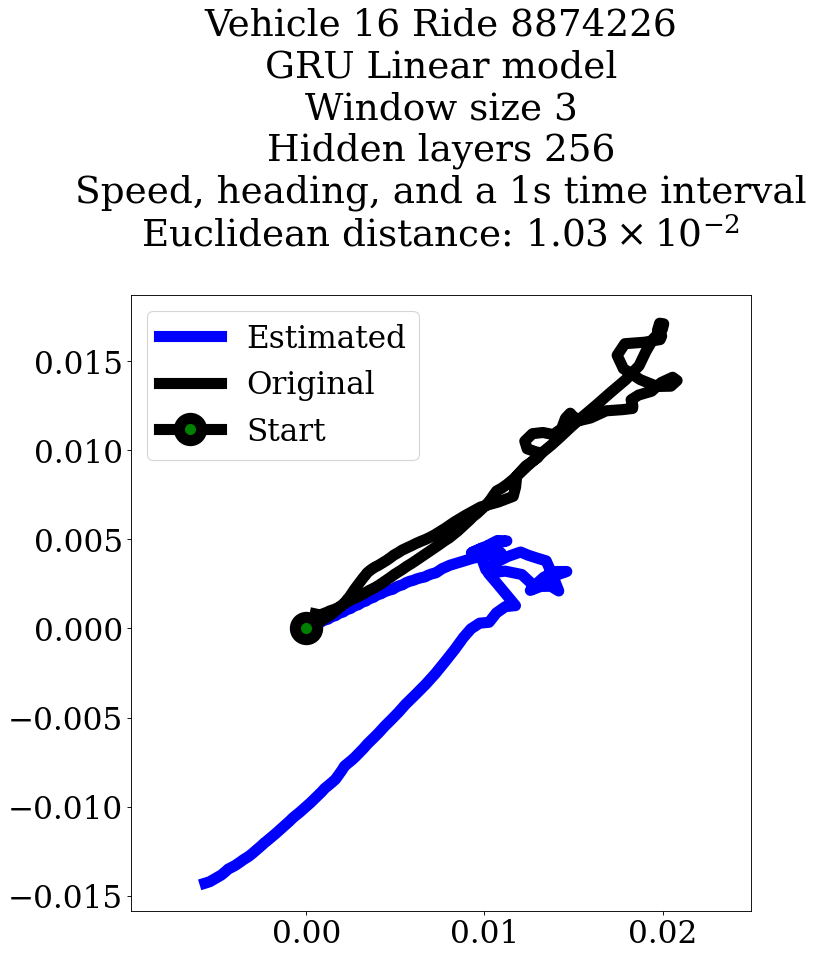 Vehicle 16 Ride 8874226
GRU Linear model
Window size 3
Hidden layers 256
Speed, heading, and a 1s time interval
Euclidean distance: 1.03 × 10⁻²
Estimated
Original
Start
0.015
0.010
0.005
0.000
−0.005
−0.010
−0.015
0.00 0.01 0.02